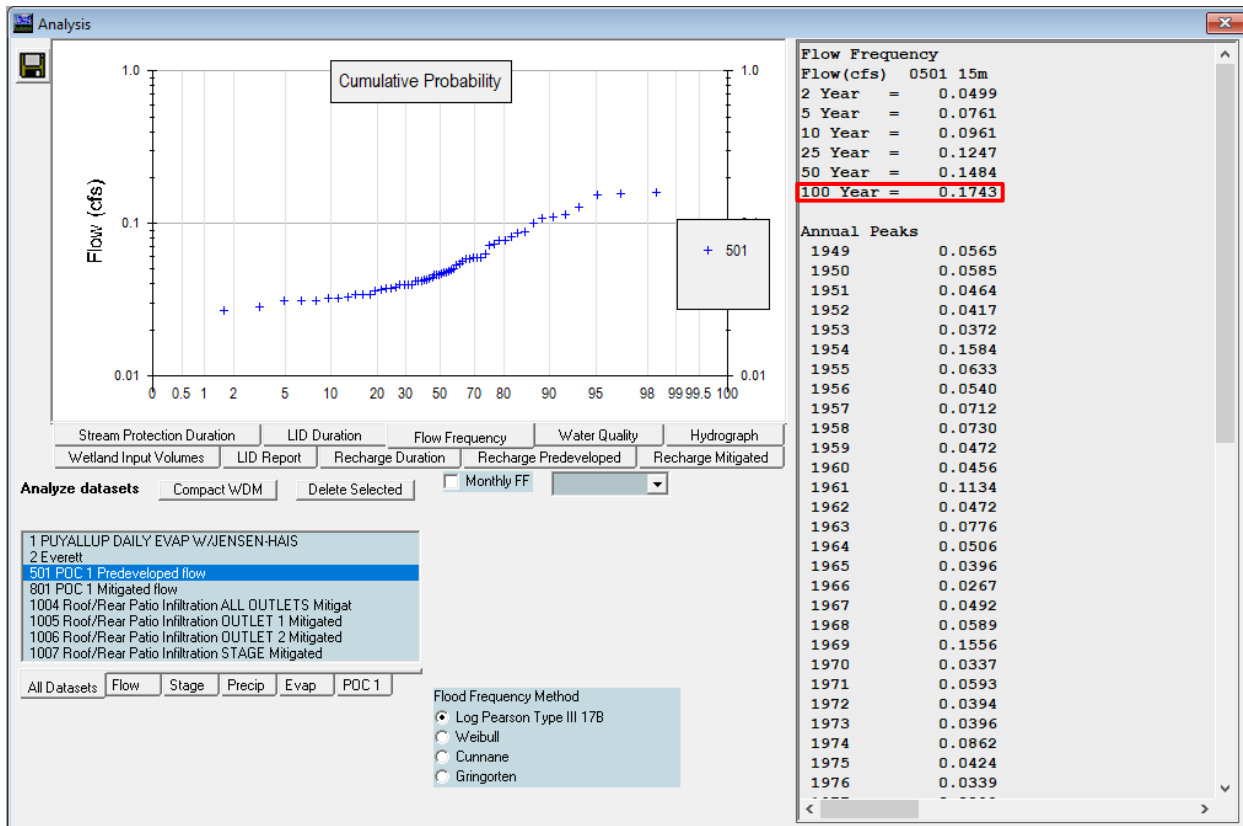 Analysis
Cumulative Probability
1.0
1.0
0.1
0.01
0.01
Flow (cfs)
501
0 0.5 1 2 5 10 20 30 50 70 80 90 95 98 99 99.5 100
Stream Protection Duration LID Duration Flow Frequency Water Quality Hydrograph
Wetland Input Volumes LID Report Recharge Duration Recharge Predeveloped Recharge Mitigated
Analyze datasets Compact WDM Delete Selected Monthly FF
1 PUYALLUP DAILY EVAP W/JENSEN-HAIS
2 Everett
501 POC 1 Predeveloped flow
801 POC 1 Mitigated flow
1004 Roof/Rear Patio Infiltration ALL OUTLETS Mitigat
1005 Roof/Rear Patio Infiltration OUTLET 1 Mitigated
1006 Roof/Rear Patio Infiltration OUTLET 2 Mitigated
1007 Roof/Rear Patio Infiltration STAGE Mitigated
All Datasets Flow Stage Precip Evap POC 1
Flood Frequency Method
Log Pearson Type III 17B
Weibull
Cunnane
Gringorten
Flow Frequency
Flow(cfs) 0501 15m
2 Year = 0.0499
5 Year = 0.0761
10 Year = 0.0961
25 Year = 0.1247
50 Year = 0.1484
100 Year = 0.1743
Annual Peaks
1949 0.0565
1950 0.0585
1951 0.0464
1952 0.0417
1953 0.0372
1954 0.1584
1955 0.0633
1956 0.0540
1957 0.0712
1958 0.0730
1959 0.0472
1960 0.0456
1961 0.1134
1962 0.0472
1963 0.0776
1964 0.0506
1965 0.0396
1966 0.0267
1967 0.0492
1968 0.0589
1969 0.1556
1970 0.0337
1971 0.0593
1972 0.0394
1973 0.0396
1974 0.0862
1975 0.0424
1976 0.0339